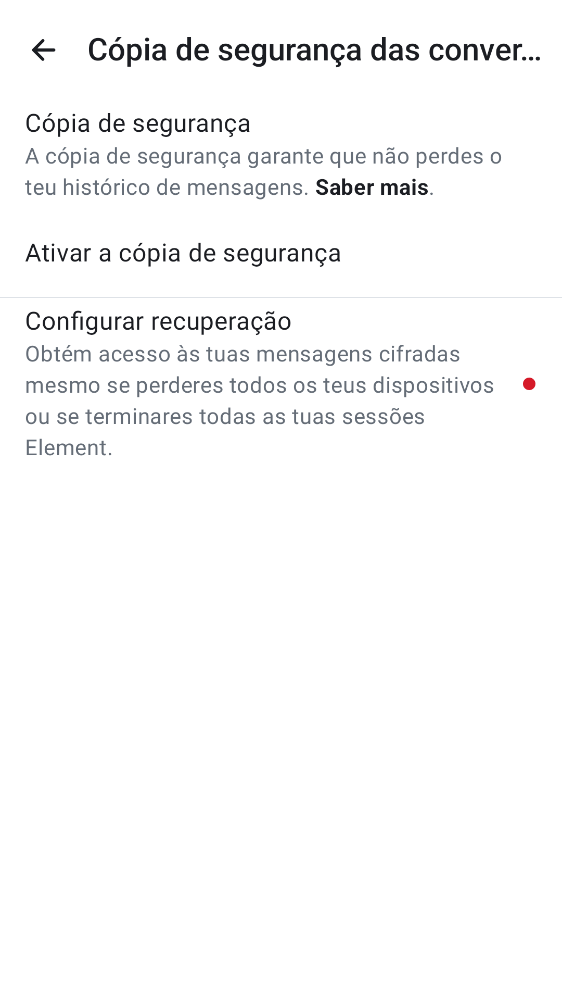 Cópia de segurança das conver...
Cópia de segurança
A cópia de segurança garante que não perdes o
teu histórico de mensagens. Saber mais.
Ativar a cópia de segurança
Configurar recuperação
Obtém acesso às tuas mensagens cifradas
mesmo se perderes todos os teus dispositivos
ou se terminares todas as tuas sessões
Element.